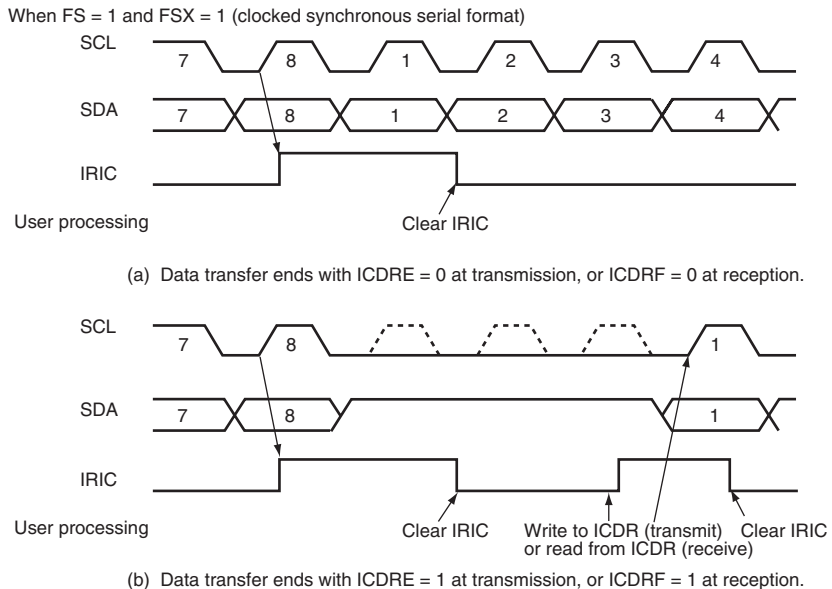 When FS = 1 and FSX = 1 (clocked synchronous serial format)
SCL
7 8 1 2 3 4
SDA
7 8 1 2 3 4
IRIC
User processing
Clear IRIC
(a) Data transfer ends with ICDRE = 0 at transmission, or ICDRF = 0 at reception.
SCL
7 8 1
SDA
7 8 1
IRIC
User processing
Clear IRIC
Write to ICDR (transmit)
or read from ICDR (receive)
Clear IRIC
(b) Data transfer ends with ICDRE = 1 at transmission, or ICDRF = 1 at reception.